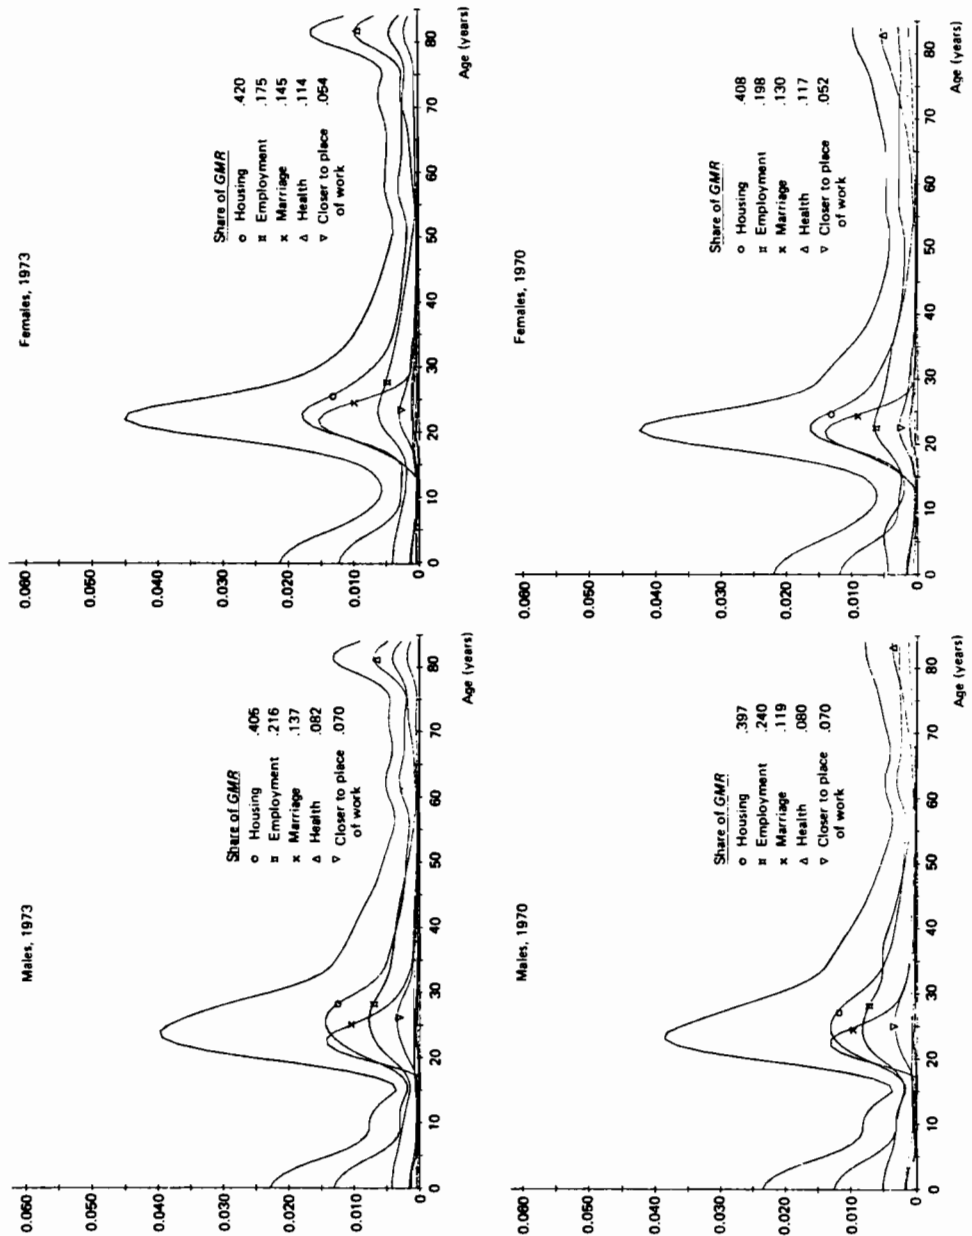 Males, 1973
0.060
0.050
0.040
0.030
0.020
0.010
0
Share of GMR
Housing .406
Employment .216
Marriage .137
Health .082
Closer to place .070
of work
0 10 20 30 40 50 60 70 80
Age (years)
Females, 1973
0.060
0.050
0.040
0.030
0.020
0.010
0
Share of GMR
Housing .420
Employment .175
Marriage .145
Health .114
Closer to place .054
of work
0 10 20 30 40 50 60 70 80
Age (years)
Males, 1970
0.060
0.050
0.040
0.030
0.020
0.010
0
Share of GMR
Housing .397
Employment .240
Marriage .119
Health .080
Closer to place .070
of work
0 10 20 30 40 50 60 70 80
Age (years)
Females, 1970
0.060
0.050
0.040
0.030
0.020
0.010
0
Share of GMR
Housing .408
Employment .198
Marriage .130
Health .117
Closer to place .052
of work
0 10 20 30 40 50 60 70 80
Age (years)